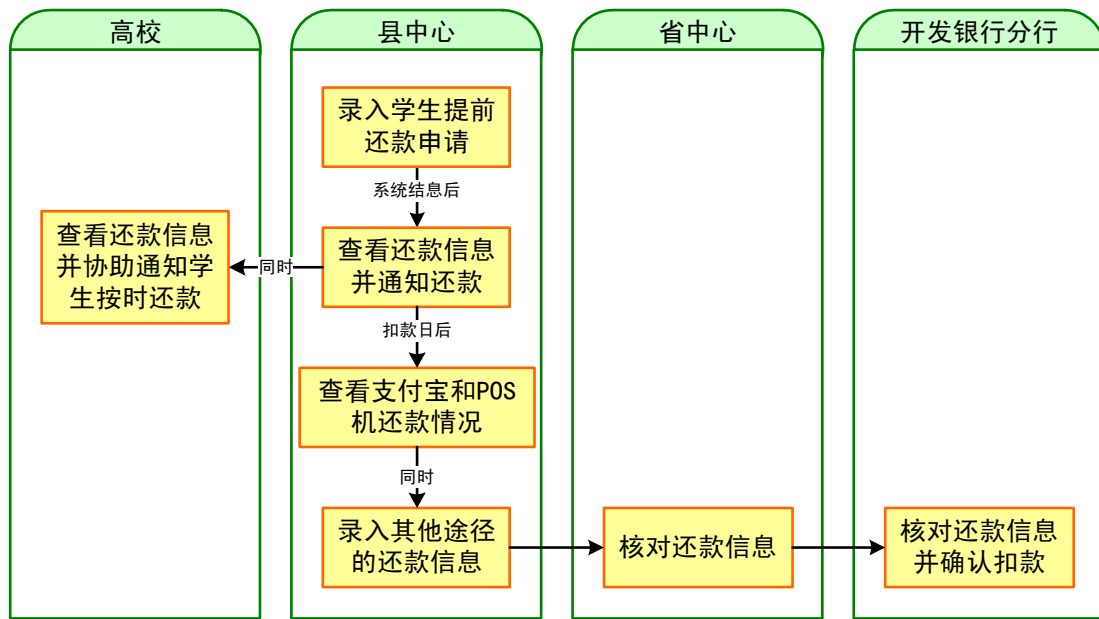 高校
县中心
省中心
开发银行分行
录入学生提前
还款申请
系统结息后
查看还款信息
并协助通知学
生按时还款
同时
查看还款信息
并通知还款
扣款日后
查看支付宝和POS
机还款情况
同时
录入其他途径
的还款信息
核对还款信息
核对还款信息
并确认扣款